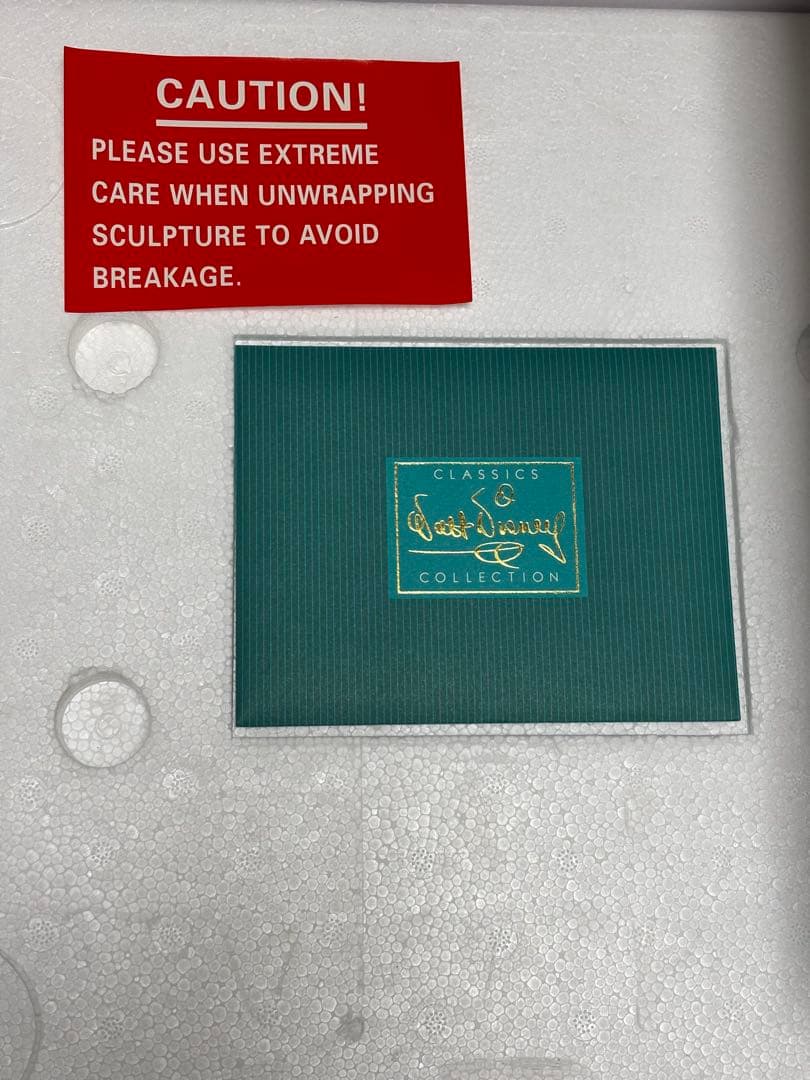 CAUTION!
PLEASE USE EXTREME
CARE WHEN UNWRAPPING
SCULPTURE TO AVOID
BREAKAGE.
CLASSICS
Walt Disney
COLLECTION